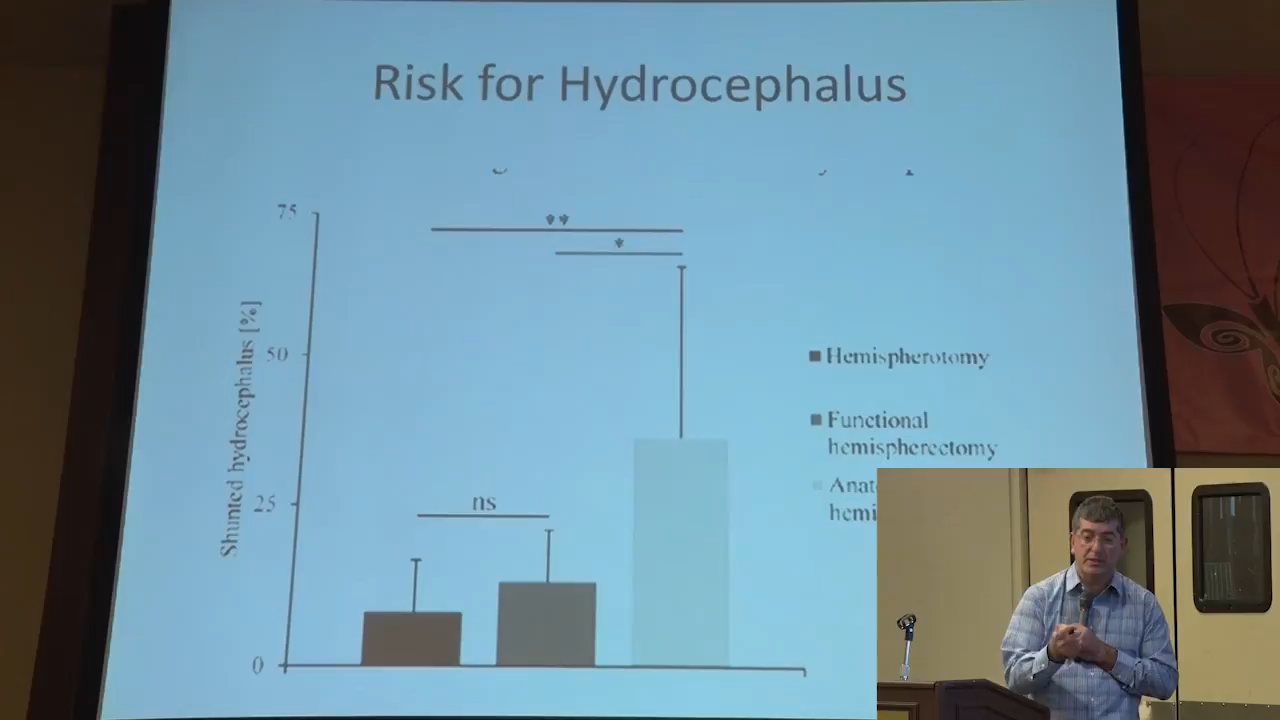 Risk for Hydrocephalus
75
**
*
Shunted hydrocephalus [%]
50
Hemispherotomy
Functional
hemispherectomy
25
ns
0